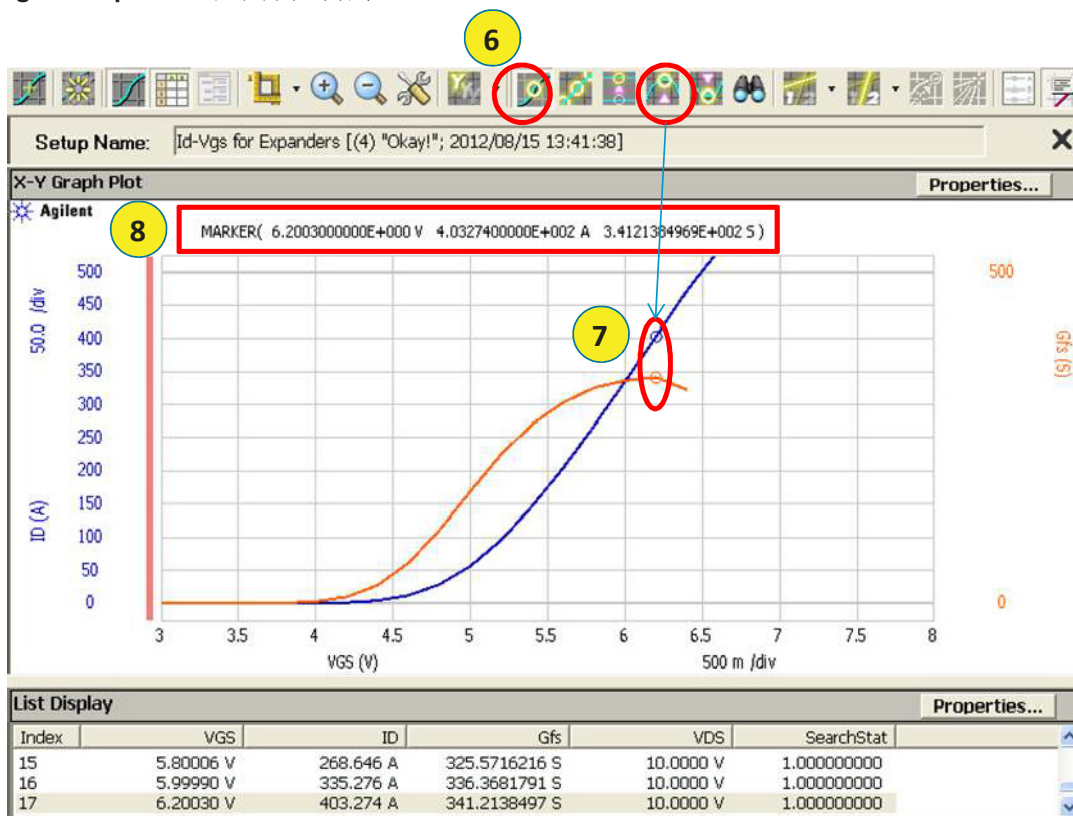 6
Setup Name: Id-Vgs for Expanders [(4) "Okay!"; 2012/08/15 13:41:38]
X-Y Graph Plot Properties...
Agilent
8
MARKER( 6.2003000000E+000 V 4.0327400000E+002 A 3.4121384969E+002 S )
500 500
50.0 /div
450
400
7
Gfs (S)
350
300
250
200
ID (A)
150
100
50
0 0
3 3.5 4 4.5 5 5.5 6 6.5 7 7.5 8
VGS (V) 500 m /div
List Display Properties...
Index VGS ID Gfs VDS SearchStat
15 5.80006 V 268.646 A 325.5716216 S 10.0000 V 1.000000000
16 5.99990 V 335.276 A 336.3681791 S 10.0000 V 1.000000000
17 6.20030 V 403.274 A 341.2138497 S 10.0000 V 1.000000000